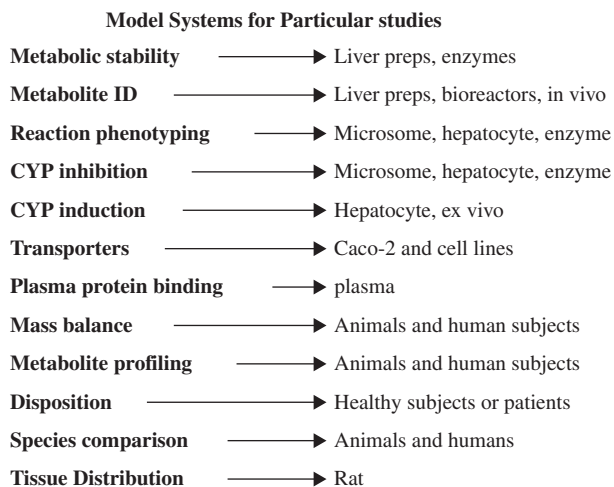 Model Systems for Particular studies
Metabolic stability Liver preps, enzymes
Metabolite ID Liver preps, bioreactors, in vivo
Reaction phenotyping Microsome, hepatocyte, enzyme
CYP inhibition Microsome, hepatocyte, enzyme
CYP induction Hepatocyte, ex vivo
Transporters Caco-2 and cell lines
Plasma protein binding plasma
Mass balance Animals and human subjects
Metabolite profiling Animals and human subjects
Disposition Healthy subjects or patients
Species comparison Animals and humans
Tissue Distribution Rat